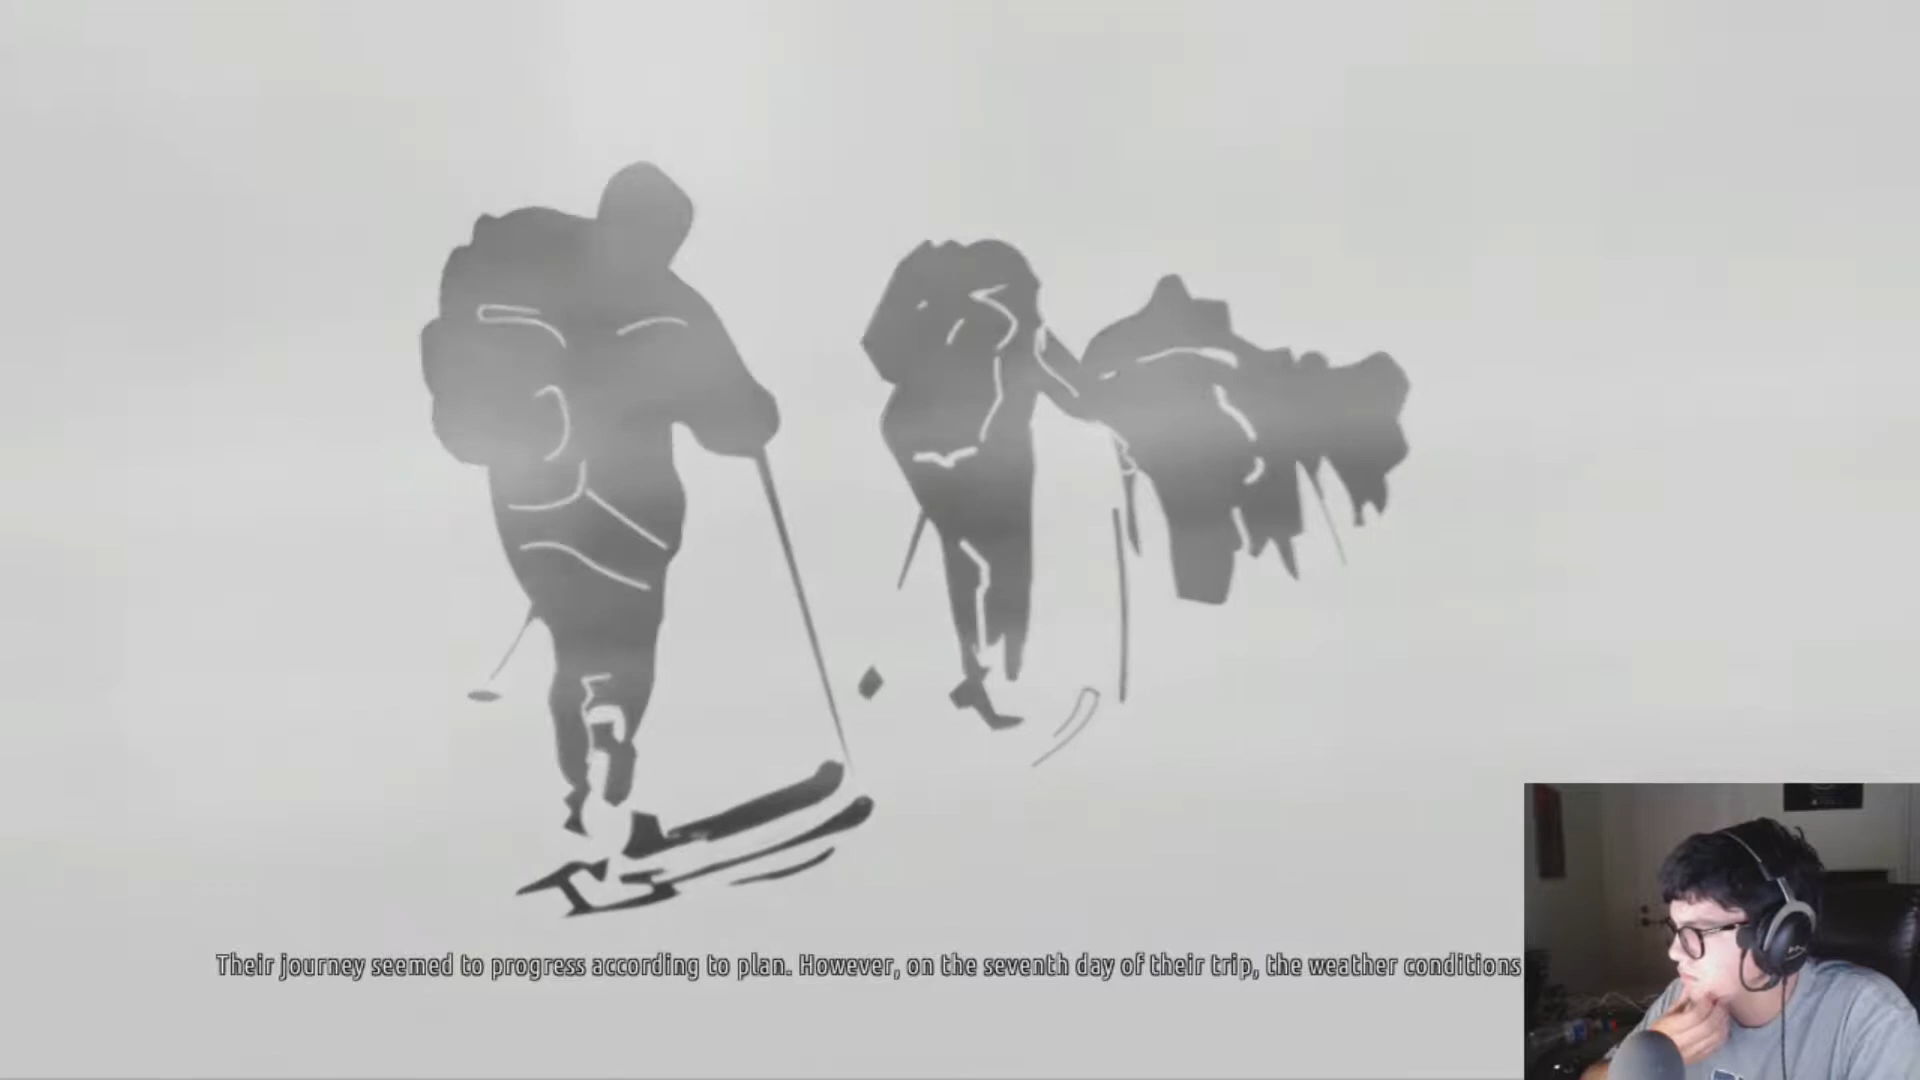 Their journey seemed to progress according to plan. However, on the seventh day of their trip, the weather conditions